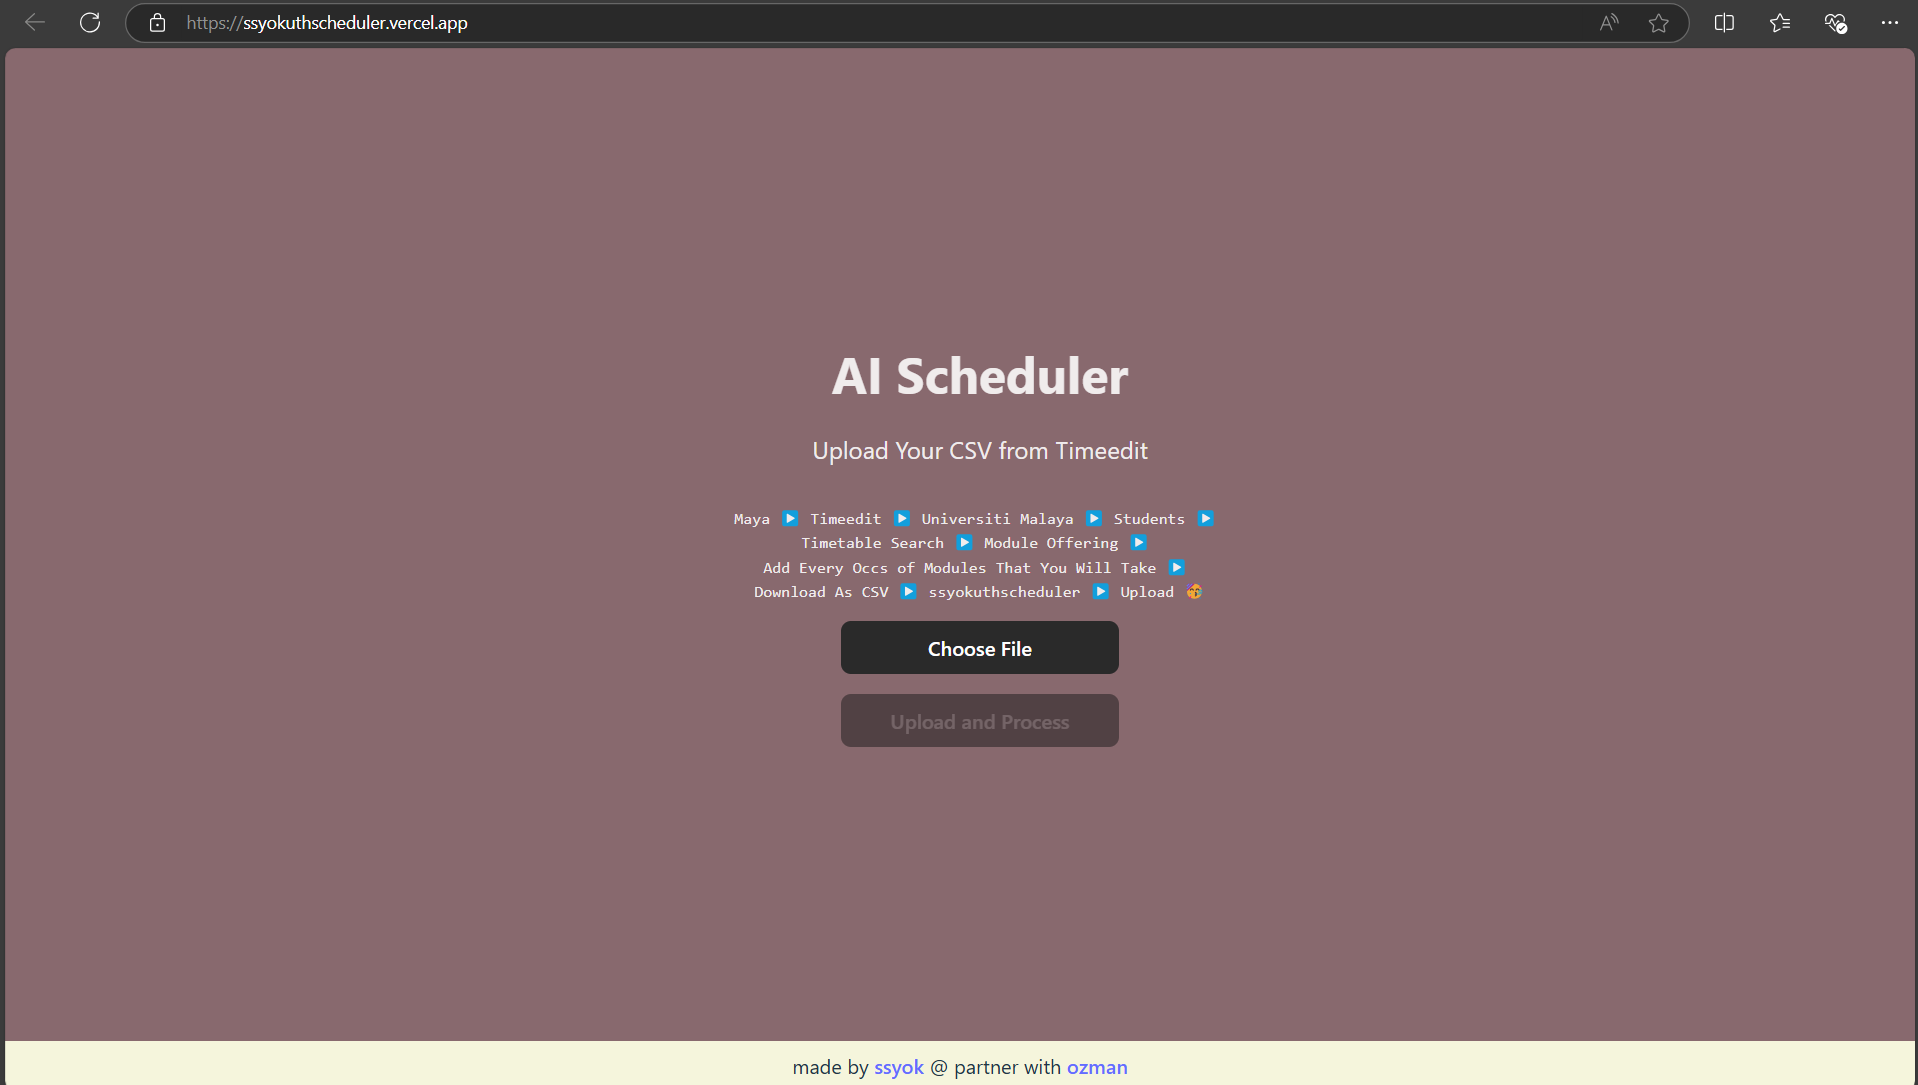 https://ssyokuthscheduler.vercel.app
AI Scheduler
Upload Your CSV from Timeedit
Maya ▶️ Timeedit ▶️ Universiti Malaya ▶️ Students ▶️
Timetable Search ▶️ Module Offering ▶️
Add Every Occs of Modules That You Will Take ▶️
Download As CSV ▶️ ssyokuthscheduler ▶️ Upload 🥳
Choose File
Upload and Process
made by ssyok @ partner with ozman